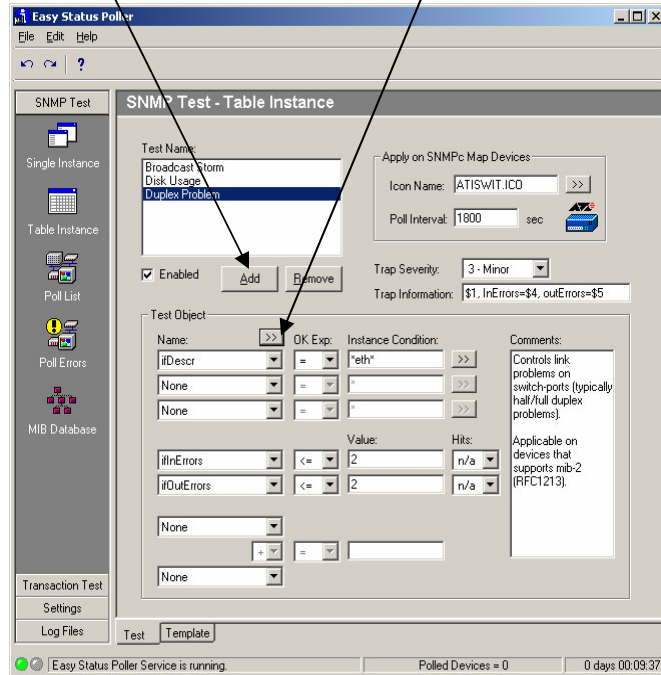 Easy Status Poller
File Edit Help
?
SNMP Test
Single Instance
Table Instance
Poll List
Poll Errors
MIB Database
Transaction Test
Settings
Log Files
SNMP Test - Table Instance
Test Name:
Broadcast Storm
Disk Usage
Duplex Problem
Enabled
Add
Remove
Apply on SNMPc Map Devices
Icon Name: ATISWIT.ICO >>
Poll Interval: 1800 sec
Trap Severity: 3 - Minor
Trap Information: $1, InErrors=$4, outErrors=$5
Test Object
Name: >> OK Exp: Instance Condition:
ifDescr = *eth* >>
None = * >>
None = * >>
Value: Hits:
ifInErrors <= 2 n/a
ifOutErrors <= 2 n/a
None
+ =
None
Comments:
Controls link
problems on
switch-ports (typically
half/full duplex
problems).
Applicable on
devices that
supports mib-2
(RFC1213).
Test Template
Easy Status Poller Service is running. Polled Devices = 0 0 days 00:09:37